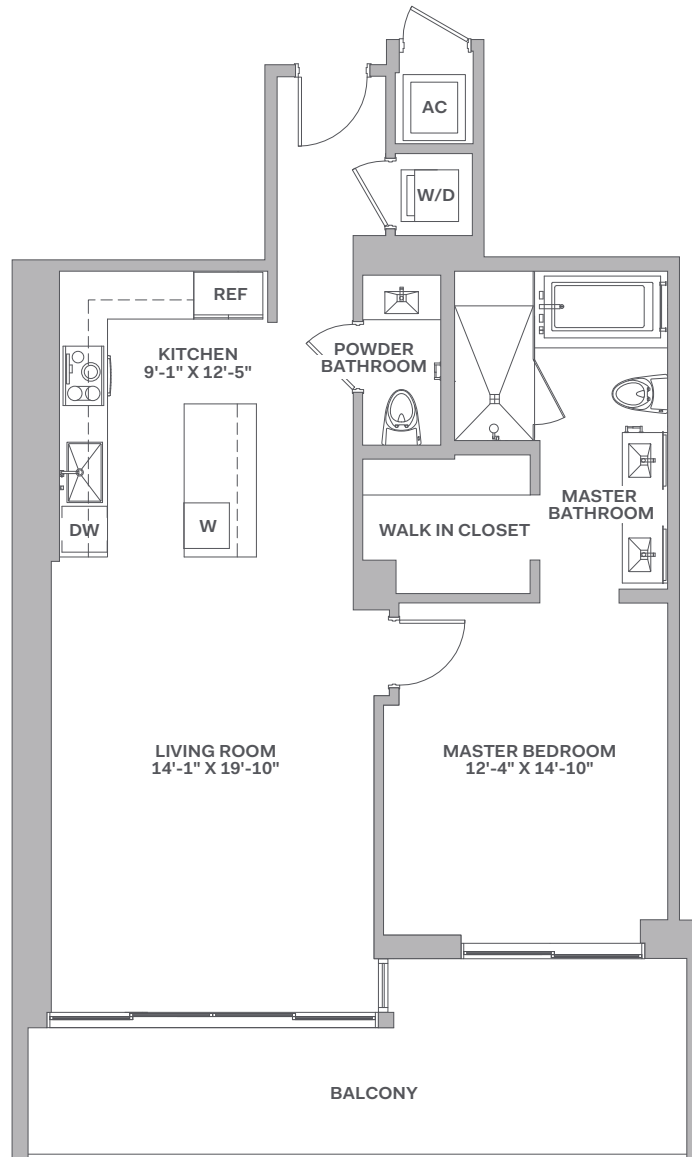 AC
W/D
REF
KITCHEN
9'-1" X 12'-5"
POWDER
BATHROOM
DW
W
WALK IN CLOSET
MASTER
BATHROOM
LIVING ROOM
14'-1" X 19'-10"
MASTER BEDROOM
12'-4" X 14'-10"
BALCONY